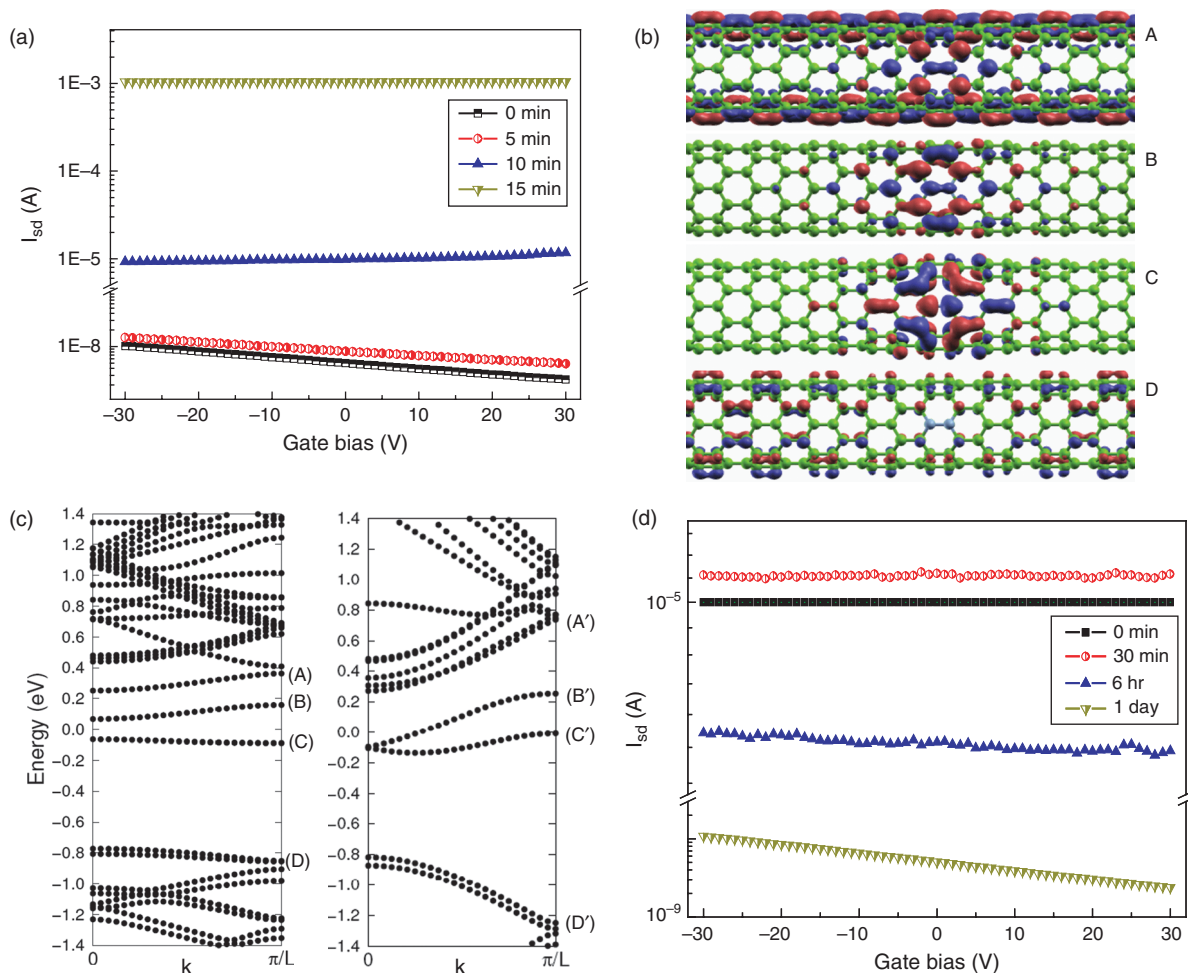 (a)
I_sd (A)
1E−3
1E−4
1E−5
1E−8
0 min
5 min
10 min
15 min
−30
−20
−10
0
10
20
30
Gate bias (V)
(b)
A
B
C
D
(c)
Energy (eV)
1.4
1.2
1.0
0.8
0.6
0.4
0.2
0.0
−0.2
−0.4
−0.6
−0.8
−1.0
−1.2
−1.4
(A)
(B)
(C)
(D)
0
k
π/L
1.4
1.2
1.0
0.8
0.6
0.4
0.2
0.0
−0.2
−0.4
−0.6
−0.8
−1.0
−1.2
−1.4
(A′)
(B′)
(C′)
(D′)
0
k
π/L
(d)
I_sd (A)
10⁻⁵
10⁻⁹
0 min
30 min
6 hr
1 day
−30
−20
−10
0
10
20
30
Gate bias (V)